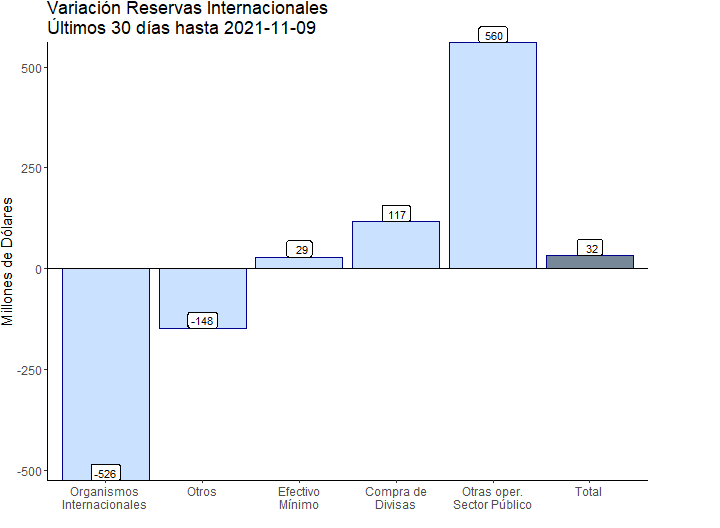 Variación Reservas Internacionales
Últimos 30 días hasta 2021-11-09
Millones de Dólares
500
250
0
-250
-500
-526
-148
29
117
560
32
Organismos
Internacionales
Otros
Efectivo
Mínimo
Compra de
Divisas
Otras oper.
Sector Público
Total